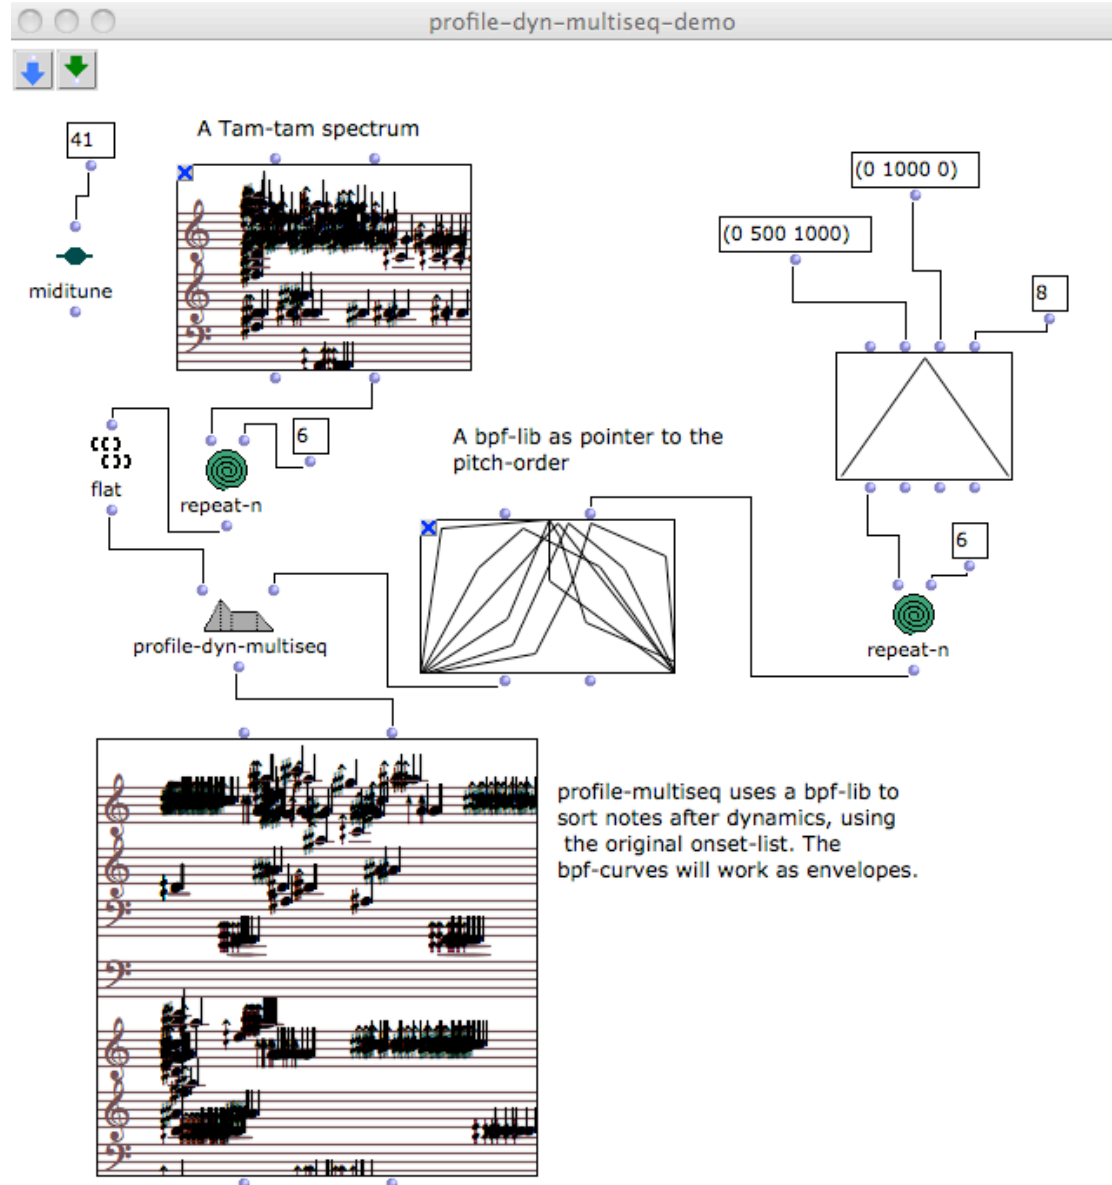 profile-dyn-multiseq-demo
41
A Tam-tam spectrum
(0 1000 0)
(0 500 1000)
miditune
8
6
A bpf-lib as pointer to the
pitch-order
flat
repeat-n
6
profile-dyn-multiseq
repeat-n
profile-multiseq uses a bpf-lib to
sort notes after dynamics, using
the original onset-list. The
bpf-curves will work as envelopes.